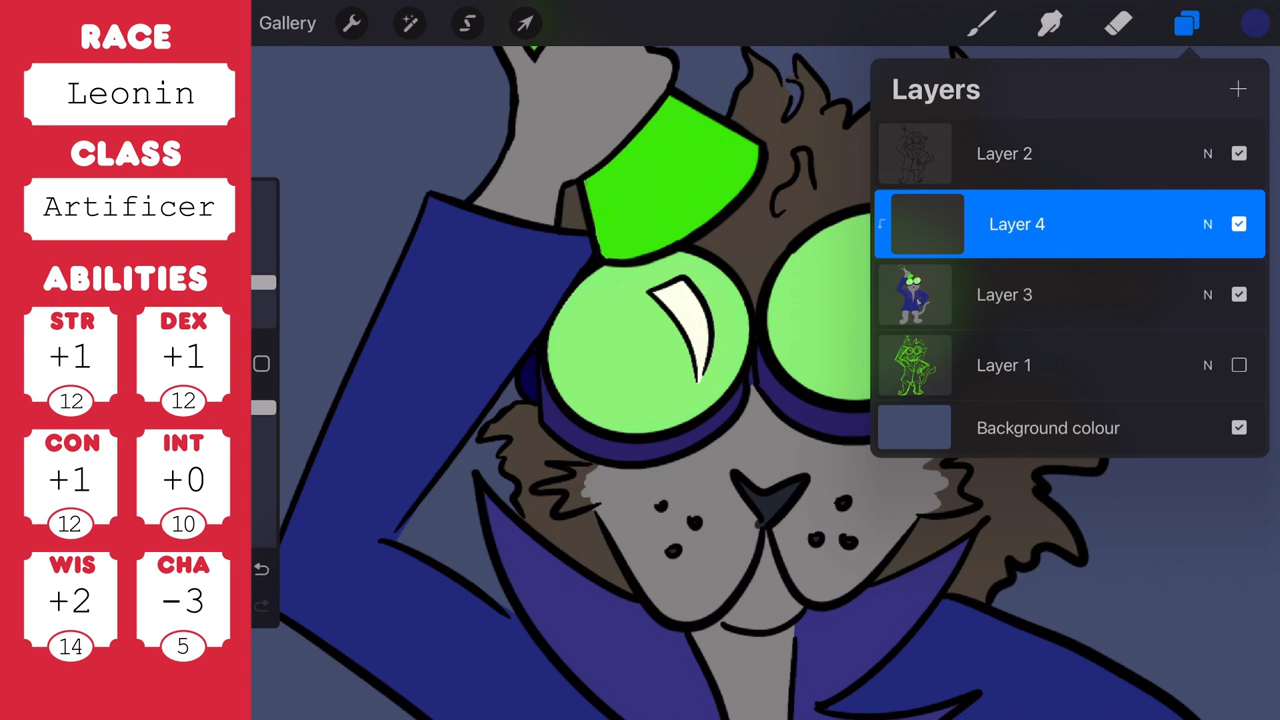 RACE
Leonin
CLASS
Artificer
ABILITIES
STR
+1
12
DEX
+1
12
CON
+1
12
INT
+0
10
WIS
+2
14
CHA
-3
5
Gallery
Layers
Layer 2 N
Layer 4 N
Layer 3 N
Layer 1 N
Background colour